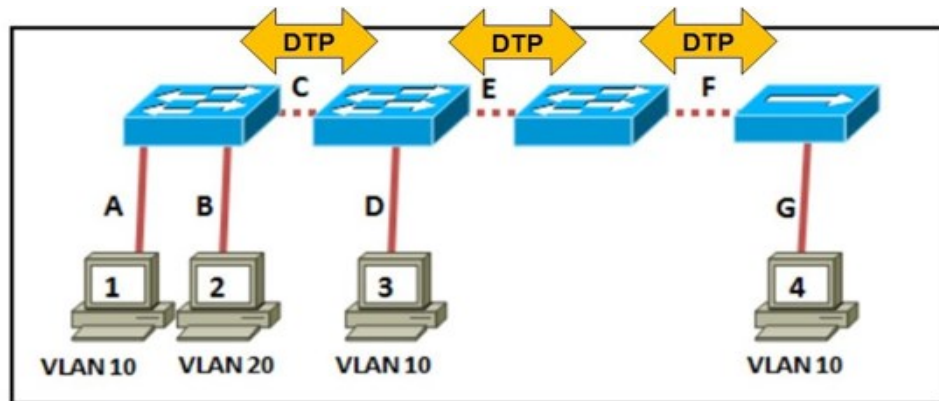 DTP DTP DTP
C E F
A B D G
1 2 3 4
VLAN 10 VLAN 20 VLAN 10 VLAN 10